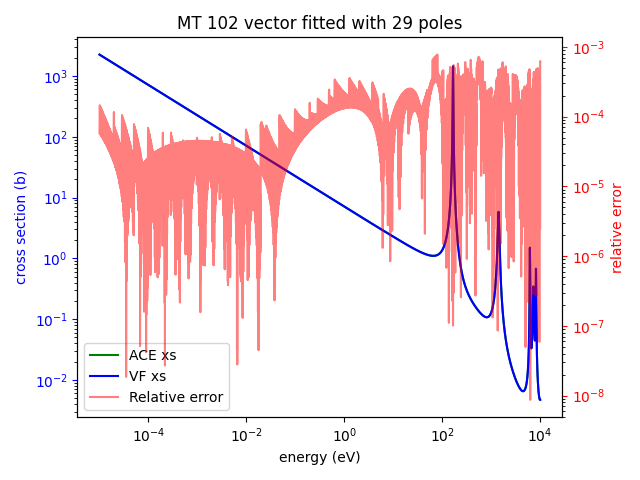 MT 102 vector fitted with 29 poles
cross section (b)
10³
10²
10¹
10⁰
10⁻¹
10⁻²
10⁻³
10⁻⁴
10⁻⁵
10⁻⁶
10⁻⁷
10⁻⁸
relative error
ACE xs
VF xs
Relative error
10⁻⁴
10⁻²
10⁰
10²
10⁴
energy (eV)